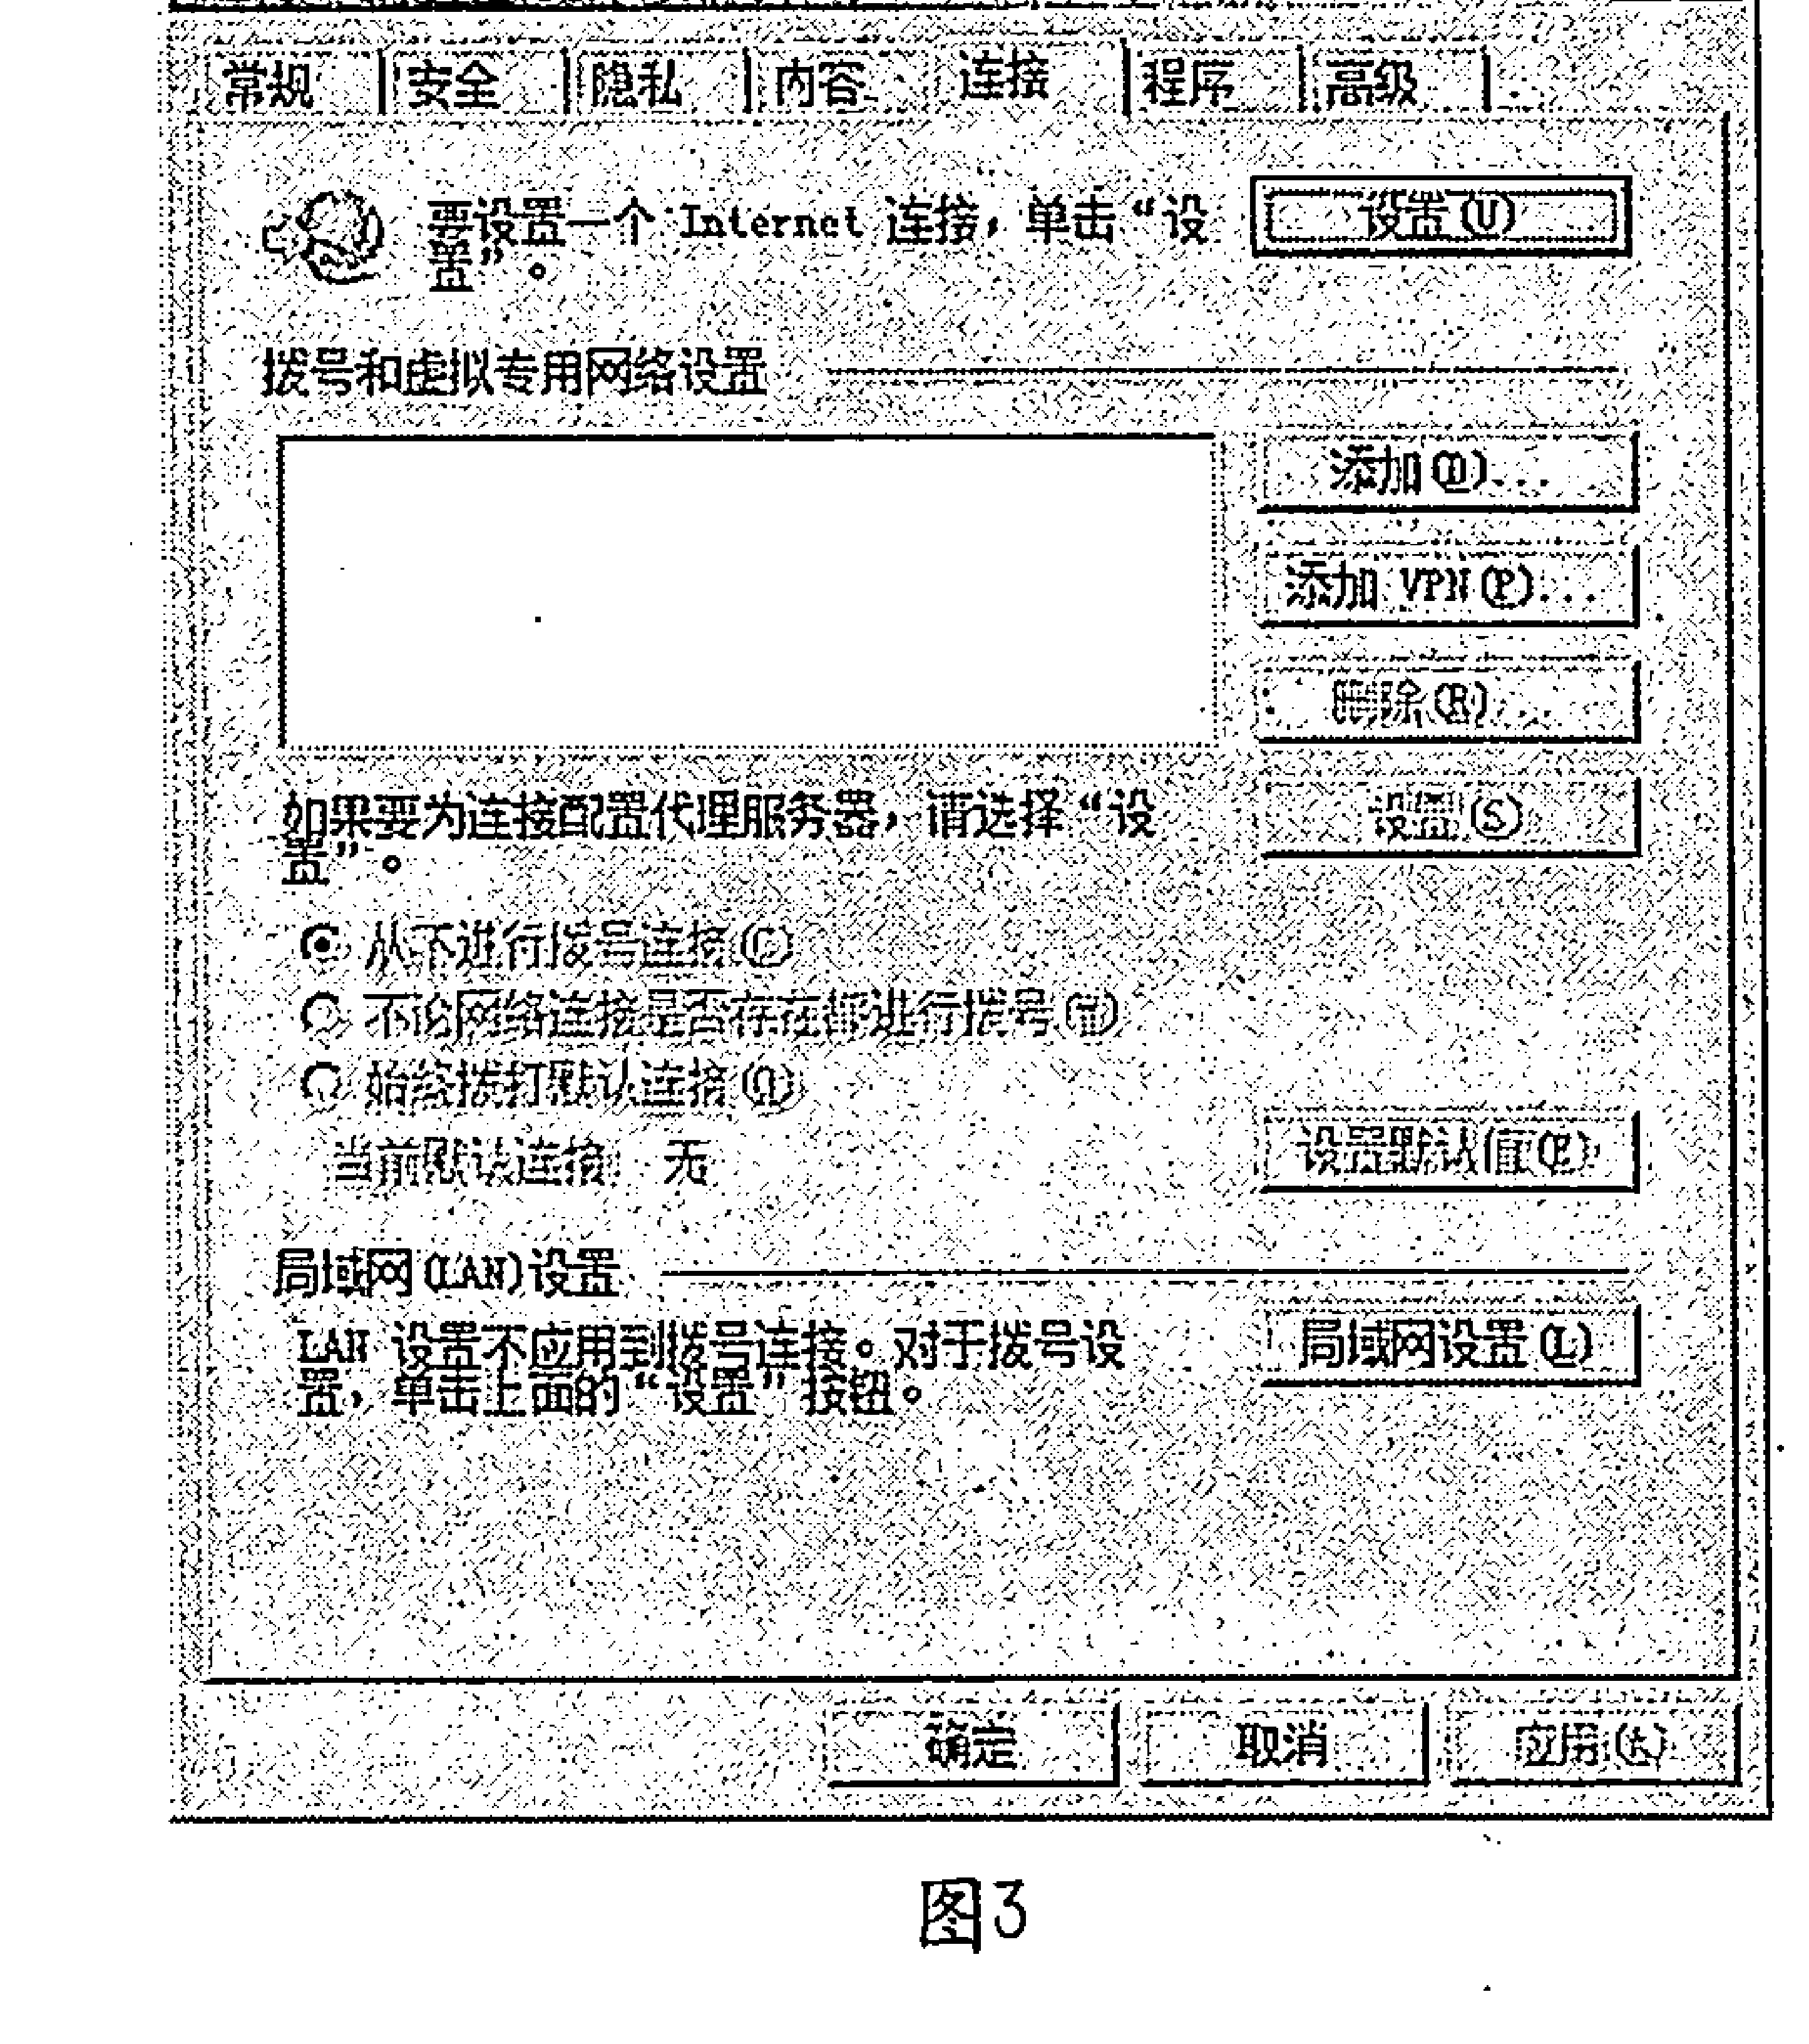 常规 安全 隐私 内容 连接 程序 高级
要设置一个 Internet 连接，单击“设
置”。
设置(U)
拨号和虚拟专用网络设置
添加(D)...
添加 VPN(P)...
删除(R)...
如果要为连接配置代理服务器，请选择“设
置”。
设置(S)
从不进行拨号连接(C)
不论网络连接是否存在都进行拨号(W)
始终拨打默认连接(O)
当前默认连接: 无
设置默认值(E)
局域网(LAN)设置
LAN 设置不应用到拨号连接。对于拨号设
置，单击上面的“设置”按钮。
局域网设置(L)
确定 取消 应用(A)
图3